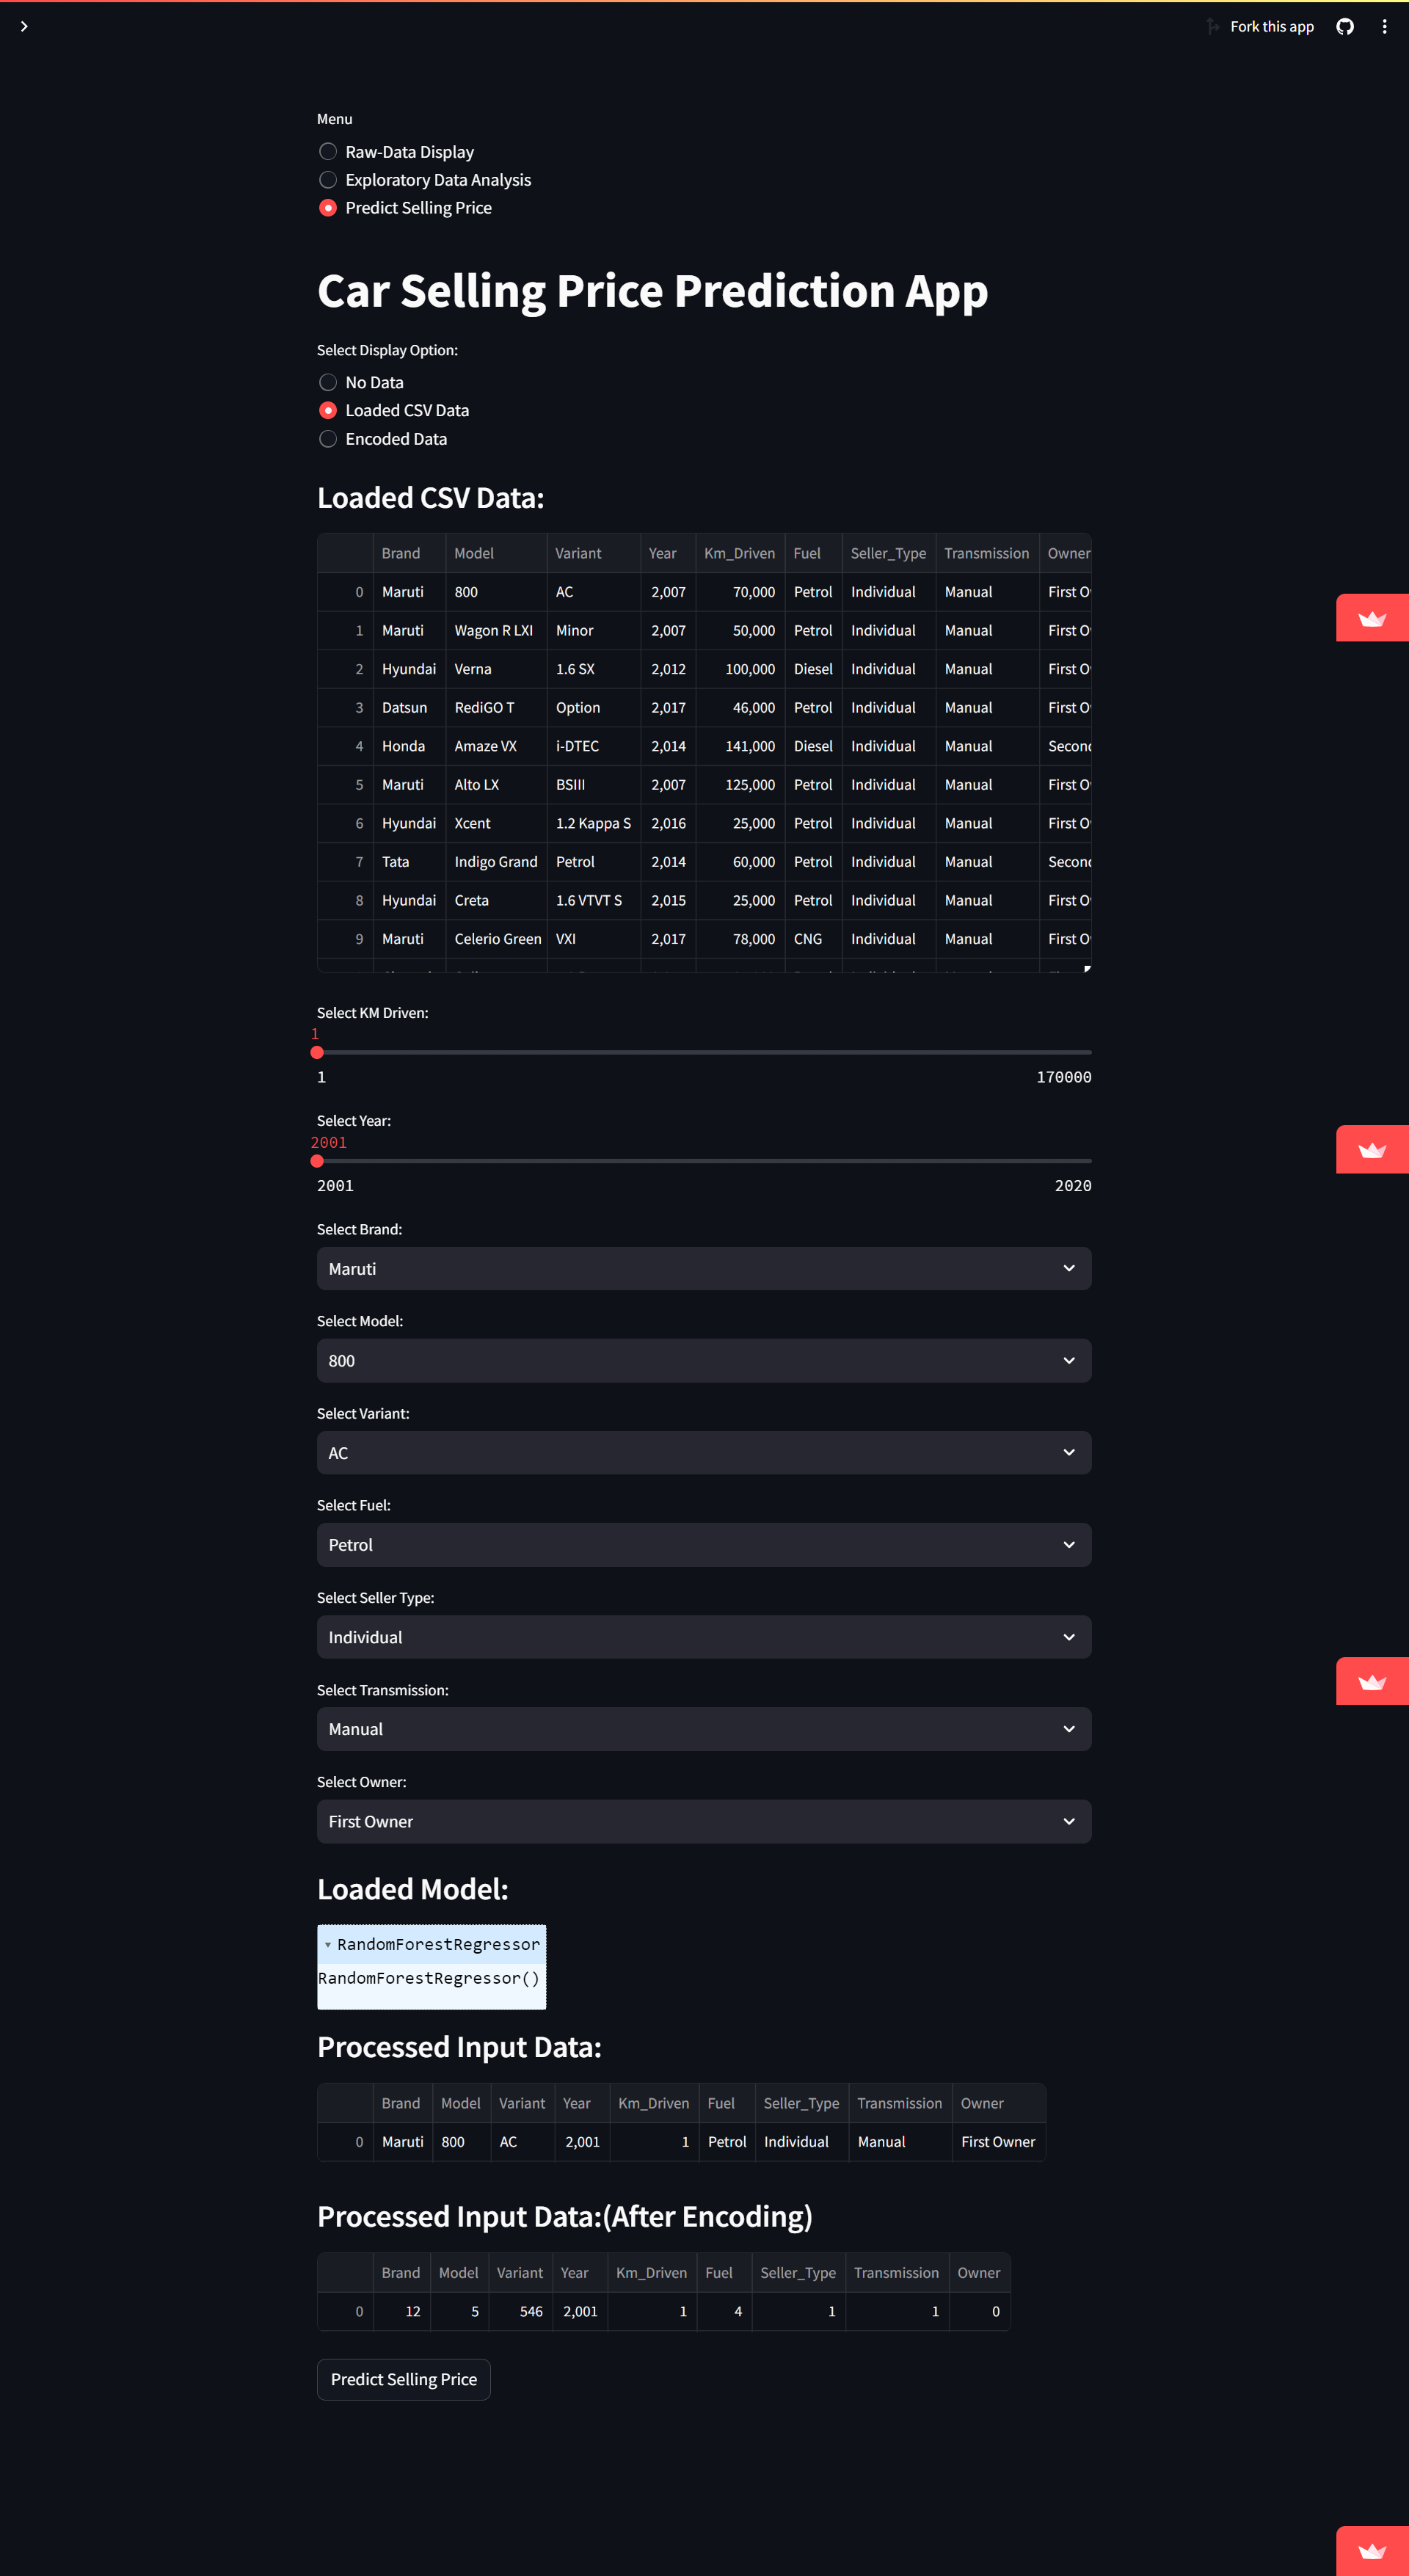 Fork this app
Menu
Raw-Data Display
Exploratory Data Analysis
Predict Selling Price
Car Selling Price Prediction App
Select Display Option:
No Data
Loaded CSV Data
Encoded Data
Loaded CSV Data:
Brand Model Variant Year Km_Driven Fuel Seller_Type Transmission Owner
0 Maruti 800 AC 2,007 70,000 Petrol Individual Manual First O
1 Maruti Wagon R LXI Minor 2,007 50,000 Petrol Individual Manual First O
2 Hyundai Verna 1.6 SX 2,012 100,000 Diesel Individual Manual First O
3 Datsun RediGO T Option 2,017 46,000 Petrol Individual Manual First O
4 Honda Amaze VX i-DTEC 2,014 141,000 Diesel Individual Manual Second
5 Maruti Alto LX BSIII 2,007 125,000 Petrol Individual Manual First O
6 Hyundai Xcent 1.2 Kappa S 2,016 25,000 Petrol Individual Manual First O
7 Tata Indigo Grand Petrol 2,014 60,000 Petrol Individual Manual Second
8 Hyundai Creta 1.6 VTVT S 2,015 25,000 Petrol Individual Manual First O
9 Maruti Celerio Green VXI 2,017 78,000 CNG Individual Manual First O
Select KM Driven:
1
1 170000
Select Year:
2001
2001 2020
Select Brand:
Maruti
Select Model:
800
Select Variant:
AC
Select Fuel:
Petrol
Select Seller Type:
Individual
Select Transmission:
Manual
Select Owner:
First Owner
Loaded Model:
RandomForestRegressor
RandomForestRegressor()
Processed Input Data:
Brand Model Variant Year Km_Driven Fuel Seller_Type Transmission Owner
0 Maruti 800 AC 2,001 1 Petrol Individual Manual First Owner
Processed Input Data:(After Encoding)
Brand Model Variant Year Km_Driven Fuel Seller_Type Transmission Owner
0 12 5 546 2,001 1 4 1 1 0
Predict Selling Price